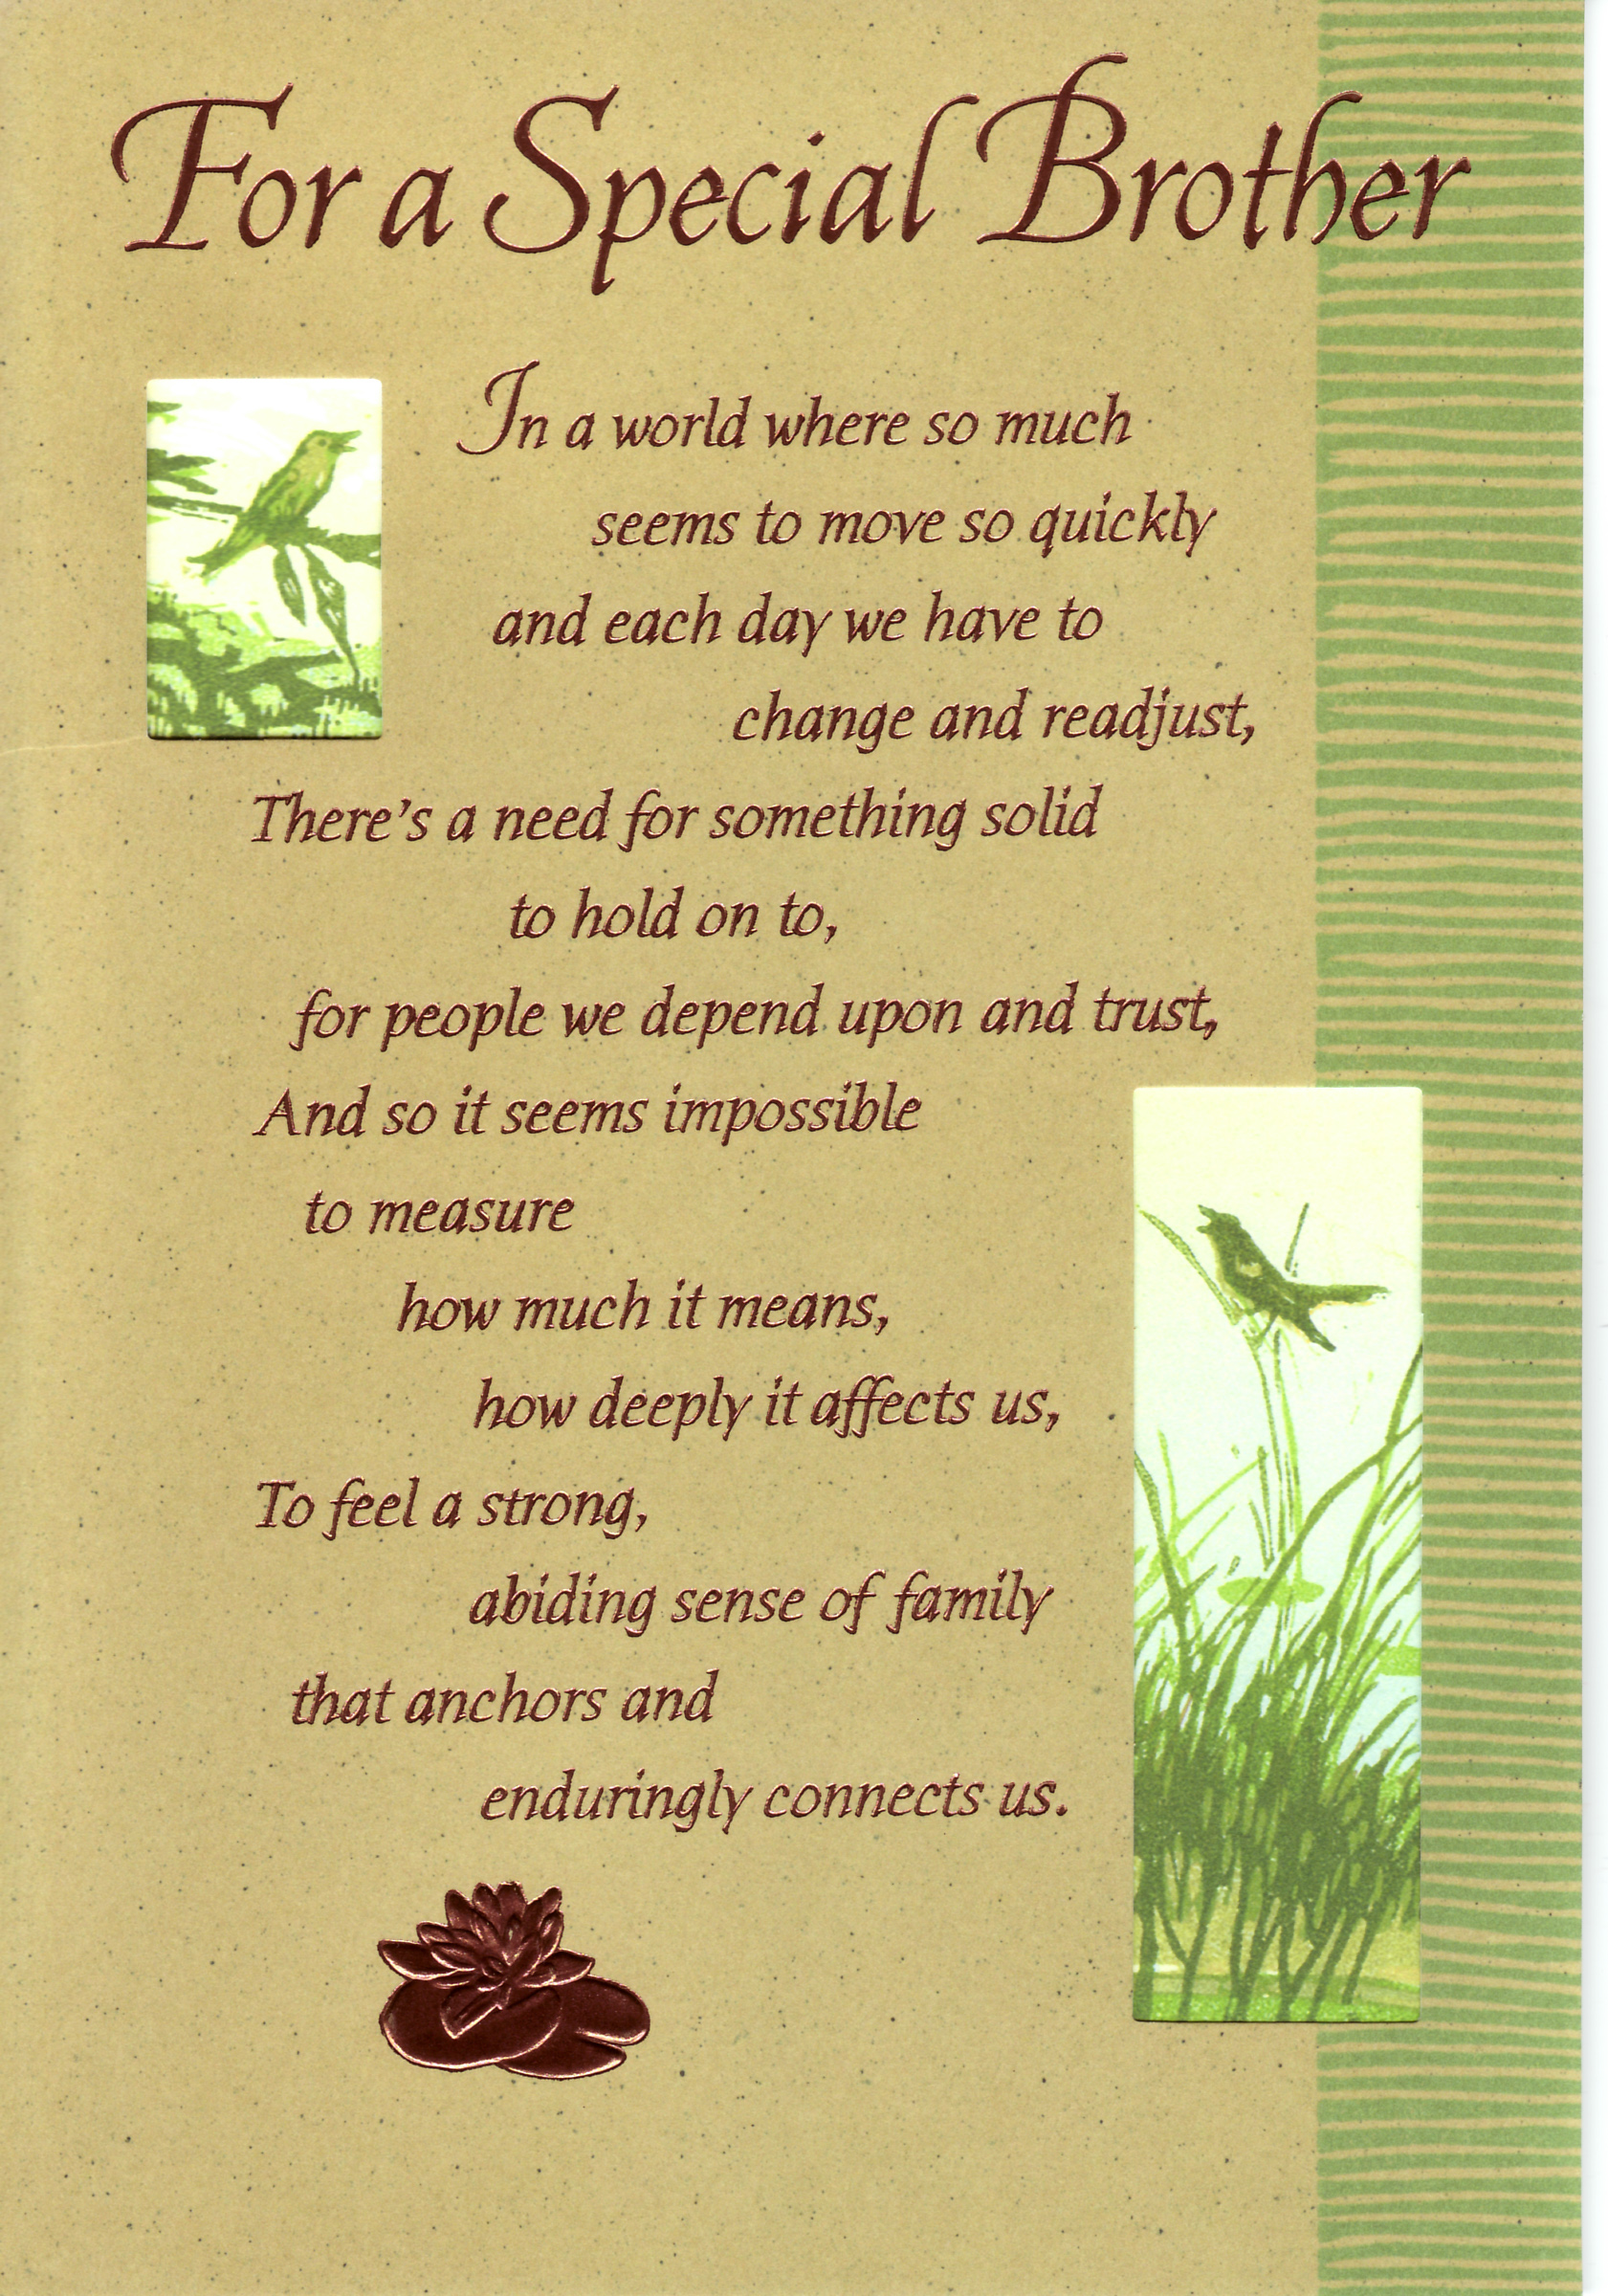 For a Special Brother
In a world where so much
seems to move so quickly
and each day we have to
change and readjust,
There's a need for something solid
to hold on to,
for people we depend upon and trust,
And so it seems impossible
to measure
how much it means,
how deeply it affects us,
To feel a strong,
abiding sense of family
that anchors and
enduringly connects us.